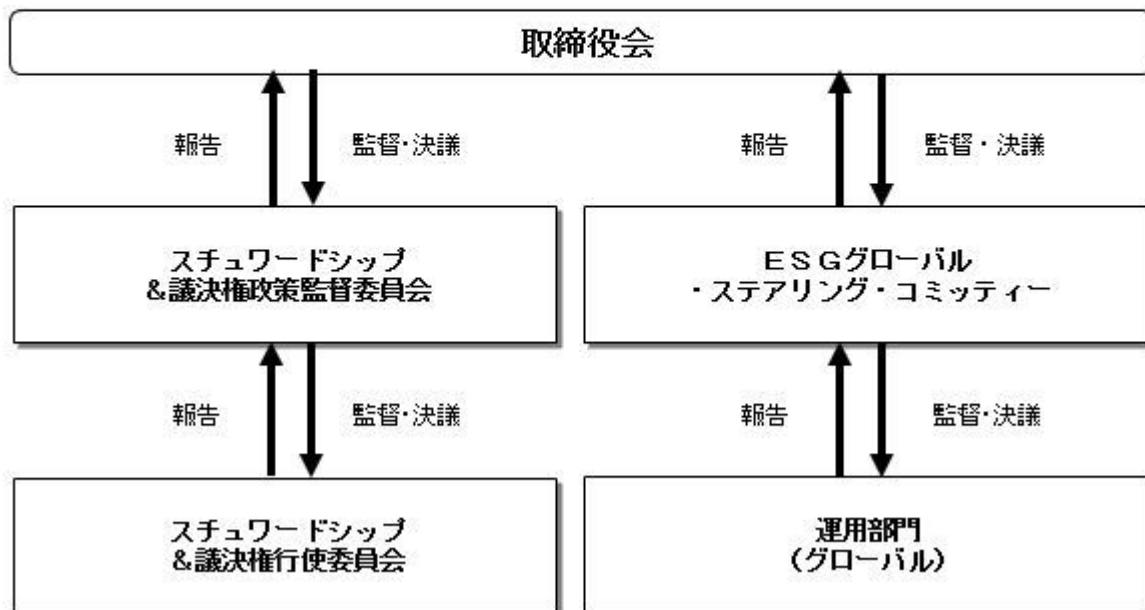 取締役会
報告 監督・決議 報告 監督・決議
スチュワードシップ
&議決権政策監督委員会
ESGグローバル
・ステアリング・コミッティー
報告 監督・決議 報告 監督・決議
スチュワードシップ
&議決権行使委員会
運用部門
(グローバル)